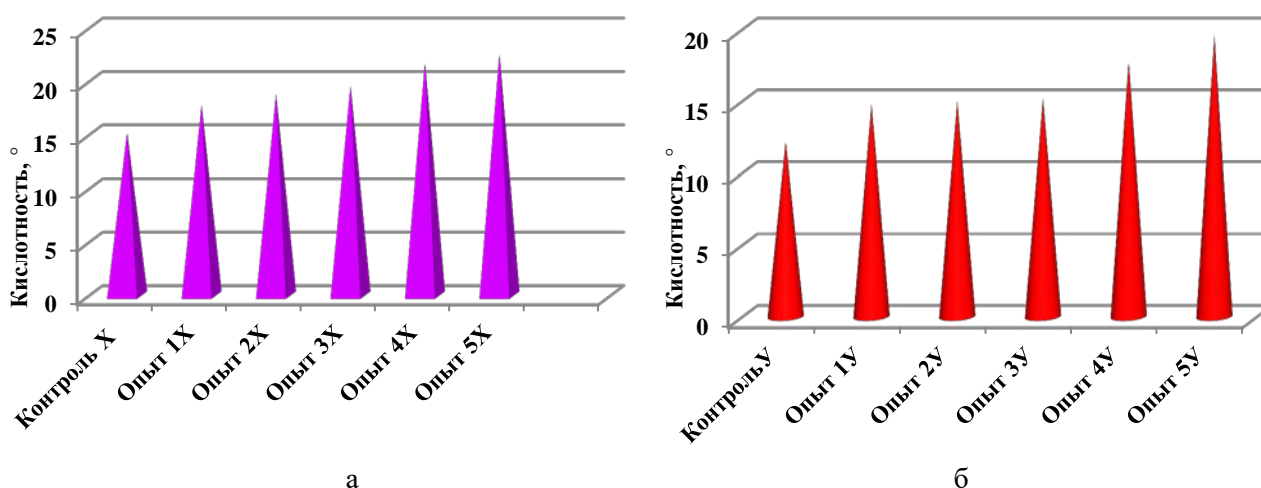 Кислотность, °
25
20
15
10
5
0
Контроль Х
Опыт 1Х
Опыт 2Х
Опыт 3Х
Опыт 4Х
Опыт 5Х
а
Кислотность, °
20
15
10
5
0
Контроль У
Опыт 1У
Опыт 2У
Опыт 3У
Опыт 4У
Опыт 5У
б